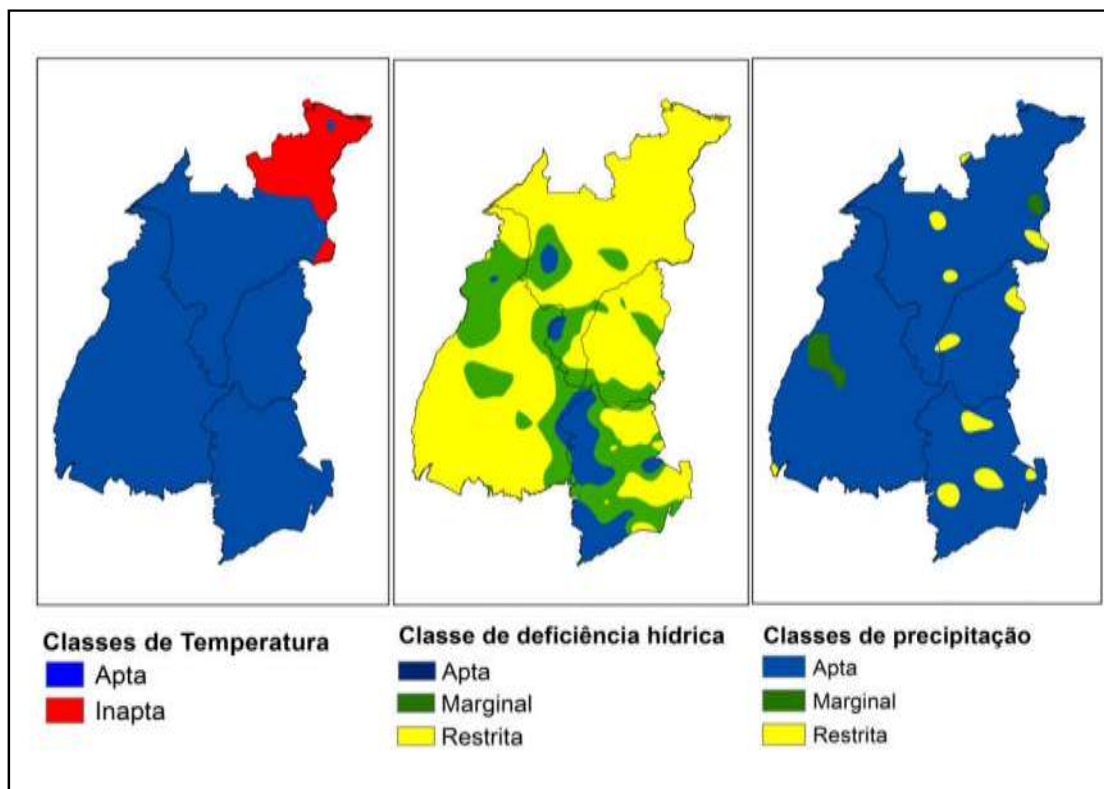 Classes de Temperatura
Apta
Inapta
Classe de deficiência hídrica
Apta
Marginal
Restrita
Classes de precipitação
Apta
Marginal
Restrita